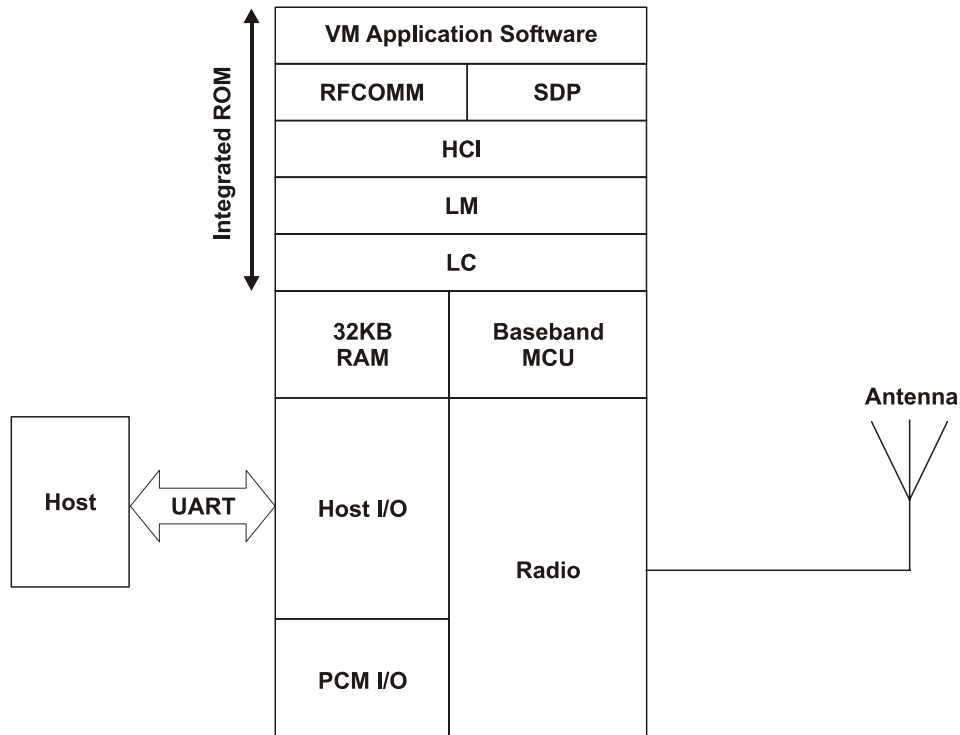 VM Application Software
Integrated ROM
RFCOMM
SDP
HCI
LM
LC
32KB
RAM
Baseband
MCU
Antenna
Host
UART
Host I/O
Radio
PCM I/O